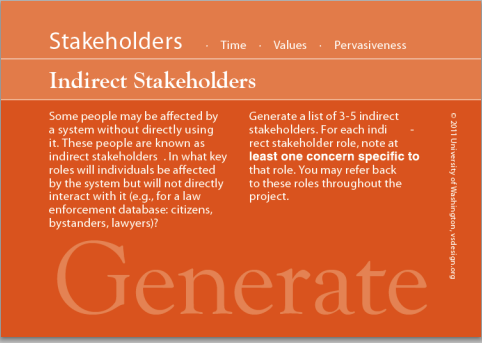 Stakeholders · Time · Values · Pervasiveness
Indirect Stakeholders
Some people may be affected by
a system without directly using
it. These people are known as
indirect stakeholders . In what key
roles will individuals be affected
by the system but will not directly
interact with it (e.g., for a law
enforcement database: citizens,
bystanders, lawyers)?
Generate a list of 3-5 indirect
stakeholders. For each indi -
rect stakeholder role, note at
least one concern specific to
that role. You may refer back
to these roles throughout the
project.
© 2011 University of Washington, vsdesign.org
Generate